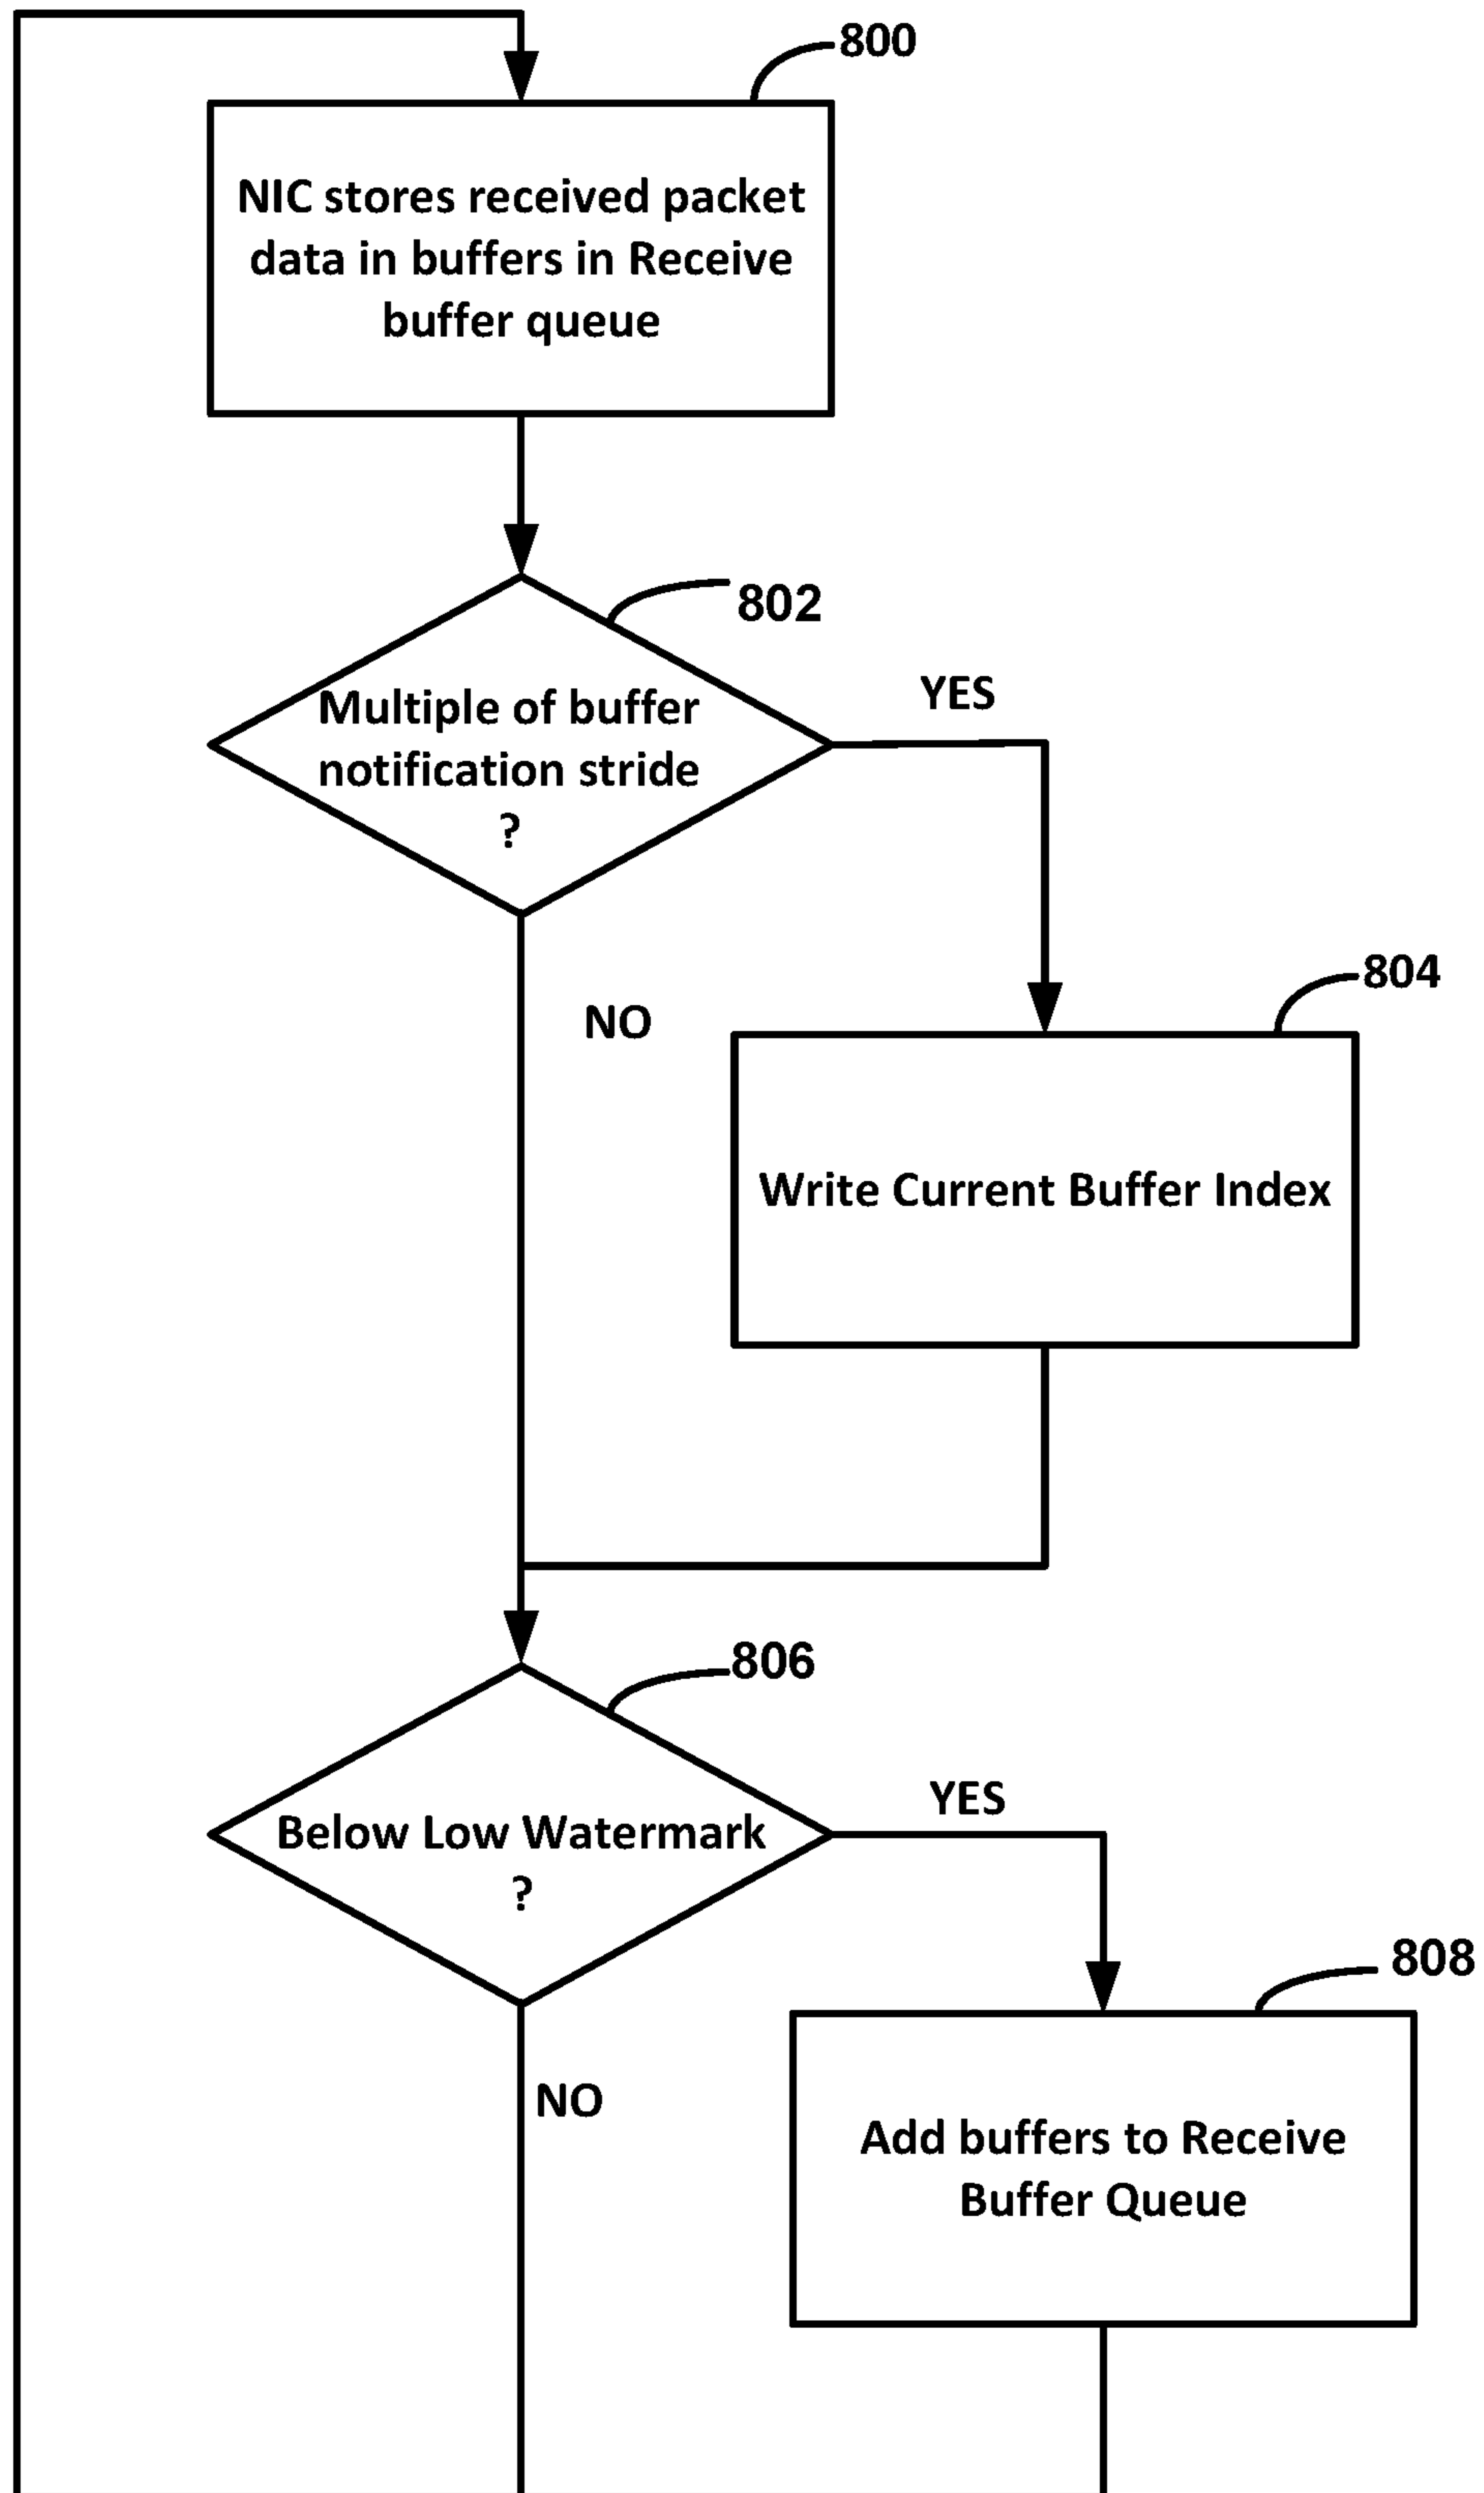 800
NIC stores received packet
data in buffers in Receive
buffer queue
802
Multiple of buffer
notification stride
?
YES
NO
804
Write Current Buffer Index
806
Below Low Watermark
?
YES
NO
808
Add buffers to Receive
Buffer Queue